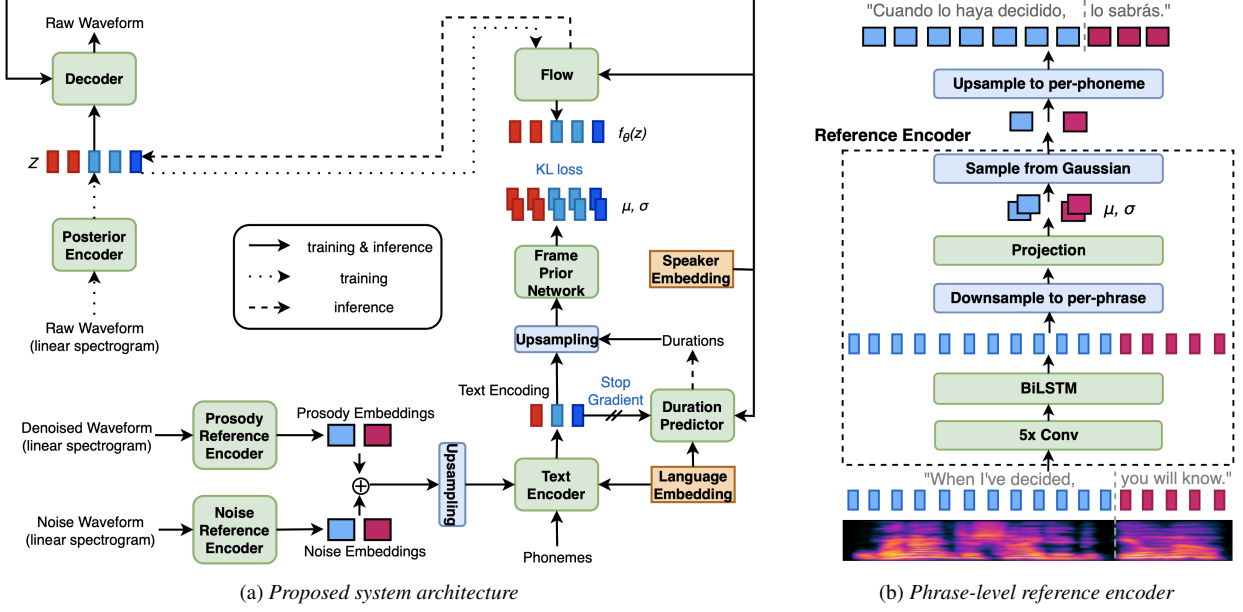 Raw Waveform
Decoder
z
Posterior
Encoder
Raw Waveform
(linear spectrogram)
training & inference
training
inference
Flow
fθ(z)
KL loss
μ, σ
Frame
Prior
Network
Speaker
Embedding
Upsampling
Durations
Text Encoding
Stop
Gradient
Duration
Predictor
Denoised Waveform
(linear spectrogram)
Prosody
Reference
Encoder
Prosody Embeddings
Upsampling
Text
Encoder
Language
Embedding
Noise Waveform
(linear spectrogram)
Noise
Reference
Encoder
Noise Embeddings
Phonemes
(a) Proposed system architecture
"Cuando lo haya decidido, lo sabrás."
Upsample to per-phoneme
Reference Encoder
Sample from Gaussian
μ, σ
Projection
Downsample to per-phrase
BiLSTM
5x Conv
"When I've decided, you will know."
(b) Phrase-level reference encoder